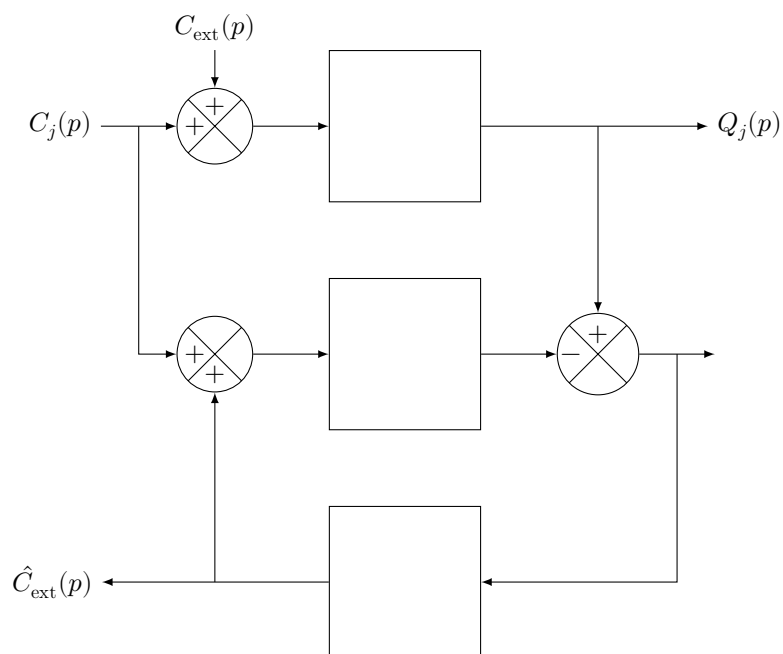 C_ext(p)
C_j(p)
+
+
Q_j(p)
+
+
+
−
Ĉ_ext(p)